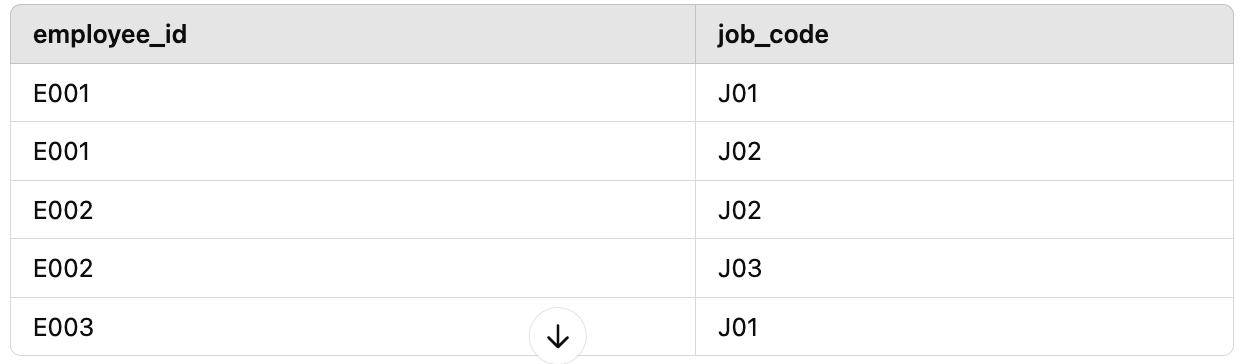 employee_id job_code
E001 J01
E001 J02
E002 J02
E002 J03
E003 J01